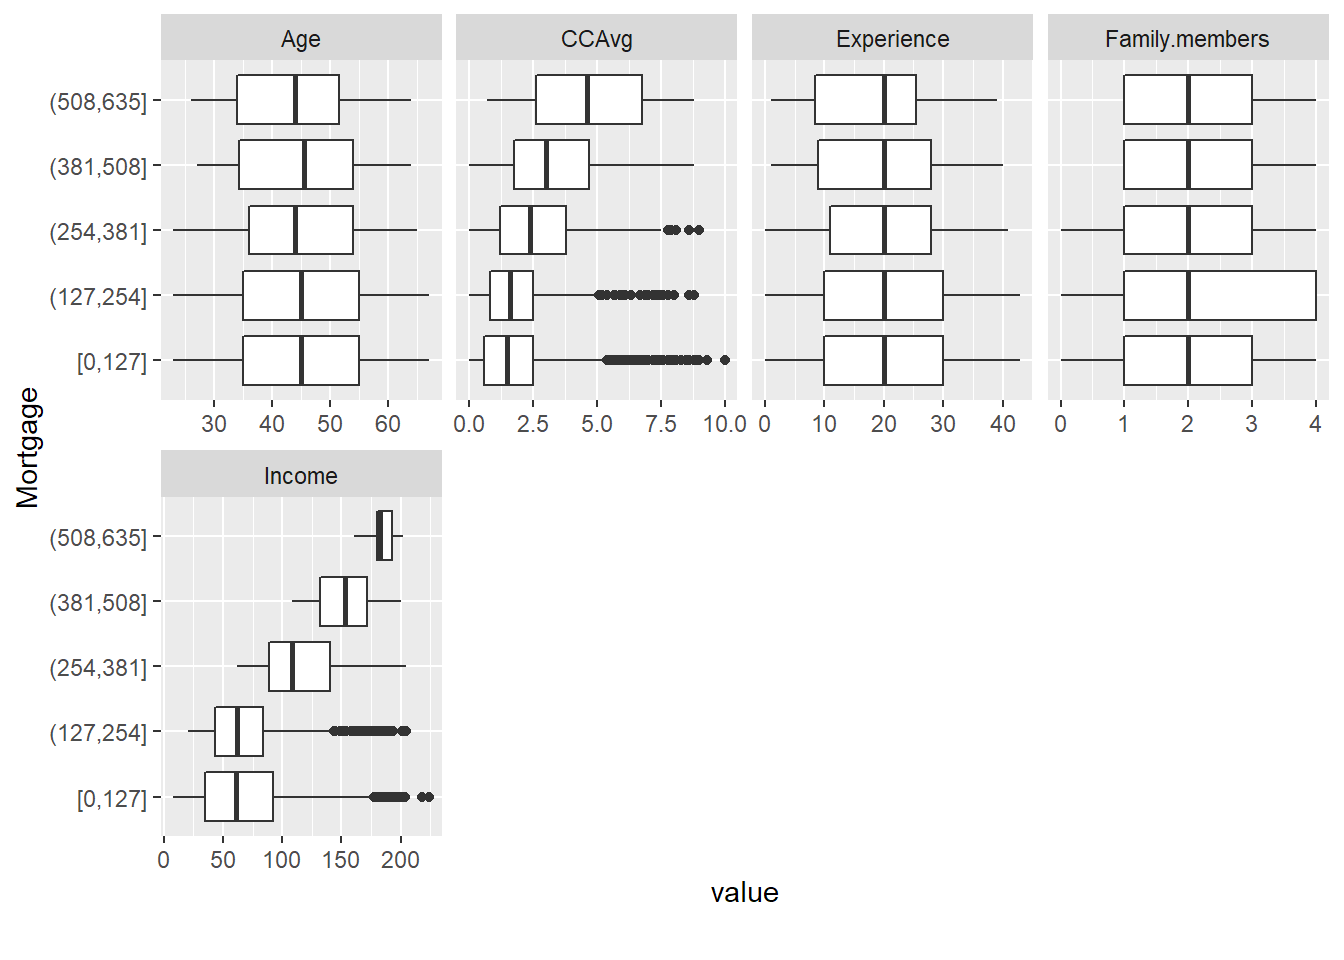 Age CCAvg Experience Family.members
(508,635]
(381,508]
(254,381]
(127,254]
[0,127]
30 40 50 60 0.0 2.5 5.0 7.5 10.0 0 10 20 30 40 0 1 2 3 4
Mortgage
Income
(508,635]
(381,508]
(254,381]
(127,254]
[0,127]
0 50 100 150 200
value